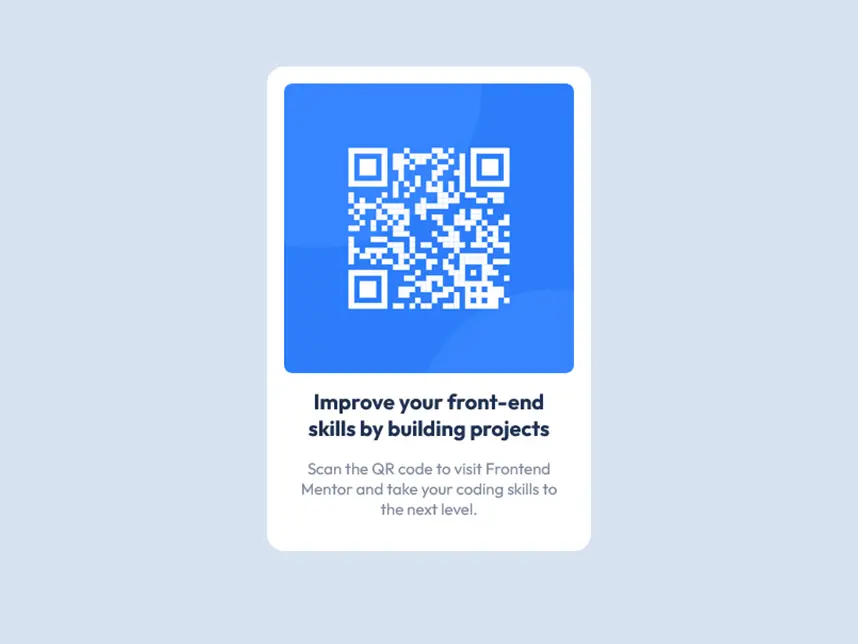 Improve your front-end
skills by building projects
Scan the QR code to visit Frontend
Mentor and take your coding skills to
the next level.